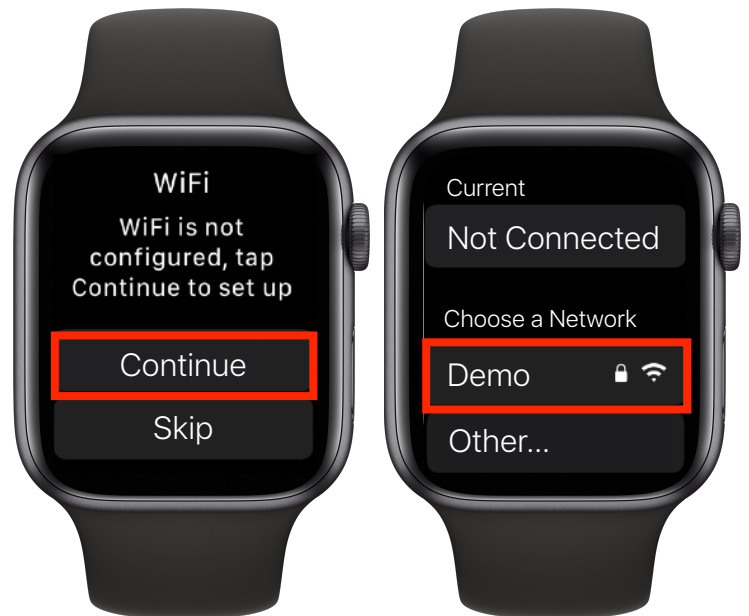 WiFi
WiFi is not
configured, tap
Continue to set up
Continue
Skip
Current
Not Connected
Choose a Network
Demo
Other...